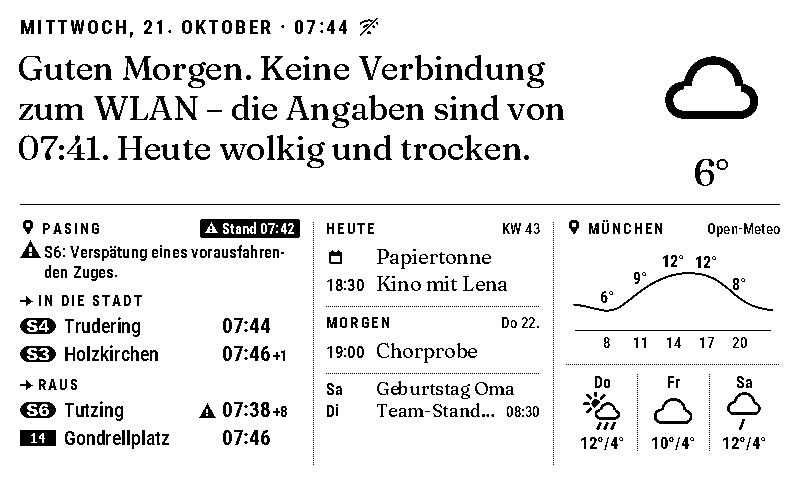 MITTWOCH, 21. OKTOBER · 07:44
Guten Morgen. Keine Verbindung
zum WLAN – die Angaben sind von
07:41. Heute wolkig und trocken.
6°
PASING
Stand 07:42
S6: Verspätung eines vorausfahren-
den Zuges.
IN DIE STADT
S4 Trudering 07:44
S3 Holzkirchen 07:46 +1
RAUS
S6 Tutzing 07:38 +8
14 Gondrellplatz 07:46
HEUTE KW 43
Papiertonne
18:30 Kino mit Lena
MORGEN Do 22.
19:00 Chorprobe
Sa Geburtstag Oma
Di Team-Stand... 08:30
MÜNCHEN Open-Meteo
6° 9° 12° 12° 8°
8 11 14 17 20
Do Fr Sa
12°/4° 10°/4° 12°/4°